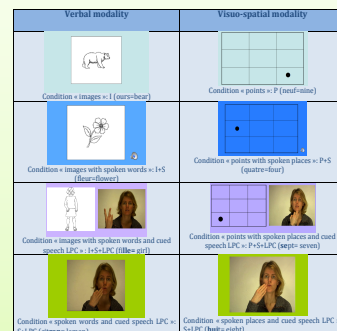 Verbal modality
Visuo-spatial modality
Condition « images »: I (ours=bear)
Condition « points »: P (neuf=nine)
Condition « images with spoken words »: I+S
(fleur=flower)
Condition « points with spoken places »: P+S
(quatre=four)
Condition « images with spoken words and cued
speech LPC » : I+S+LPC (fille= girl)
Condition « points with spoken places and cued
speech LPC »: P+S+LPC (sept= seven)
Condition « spoken words and cued speech LPC »:
Condition « spoken places and cued speech LPC
S+LPC (huit= eight)